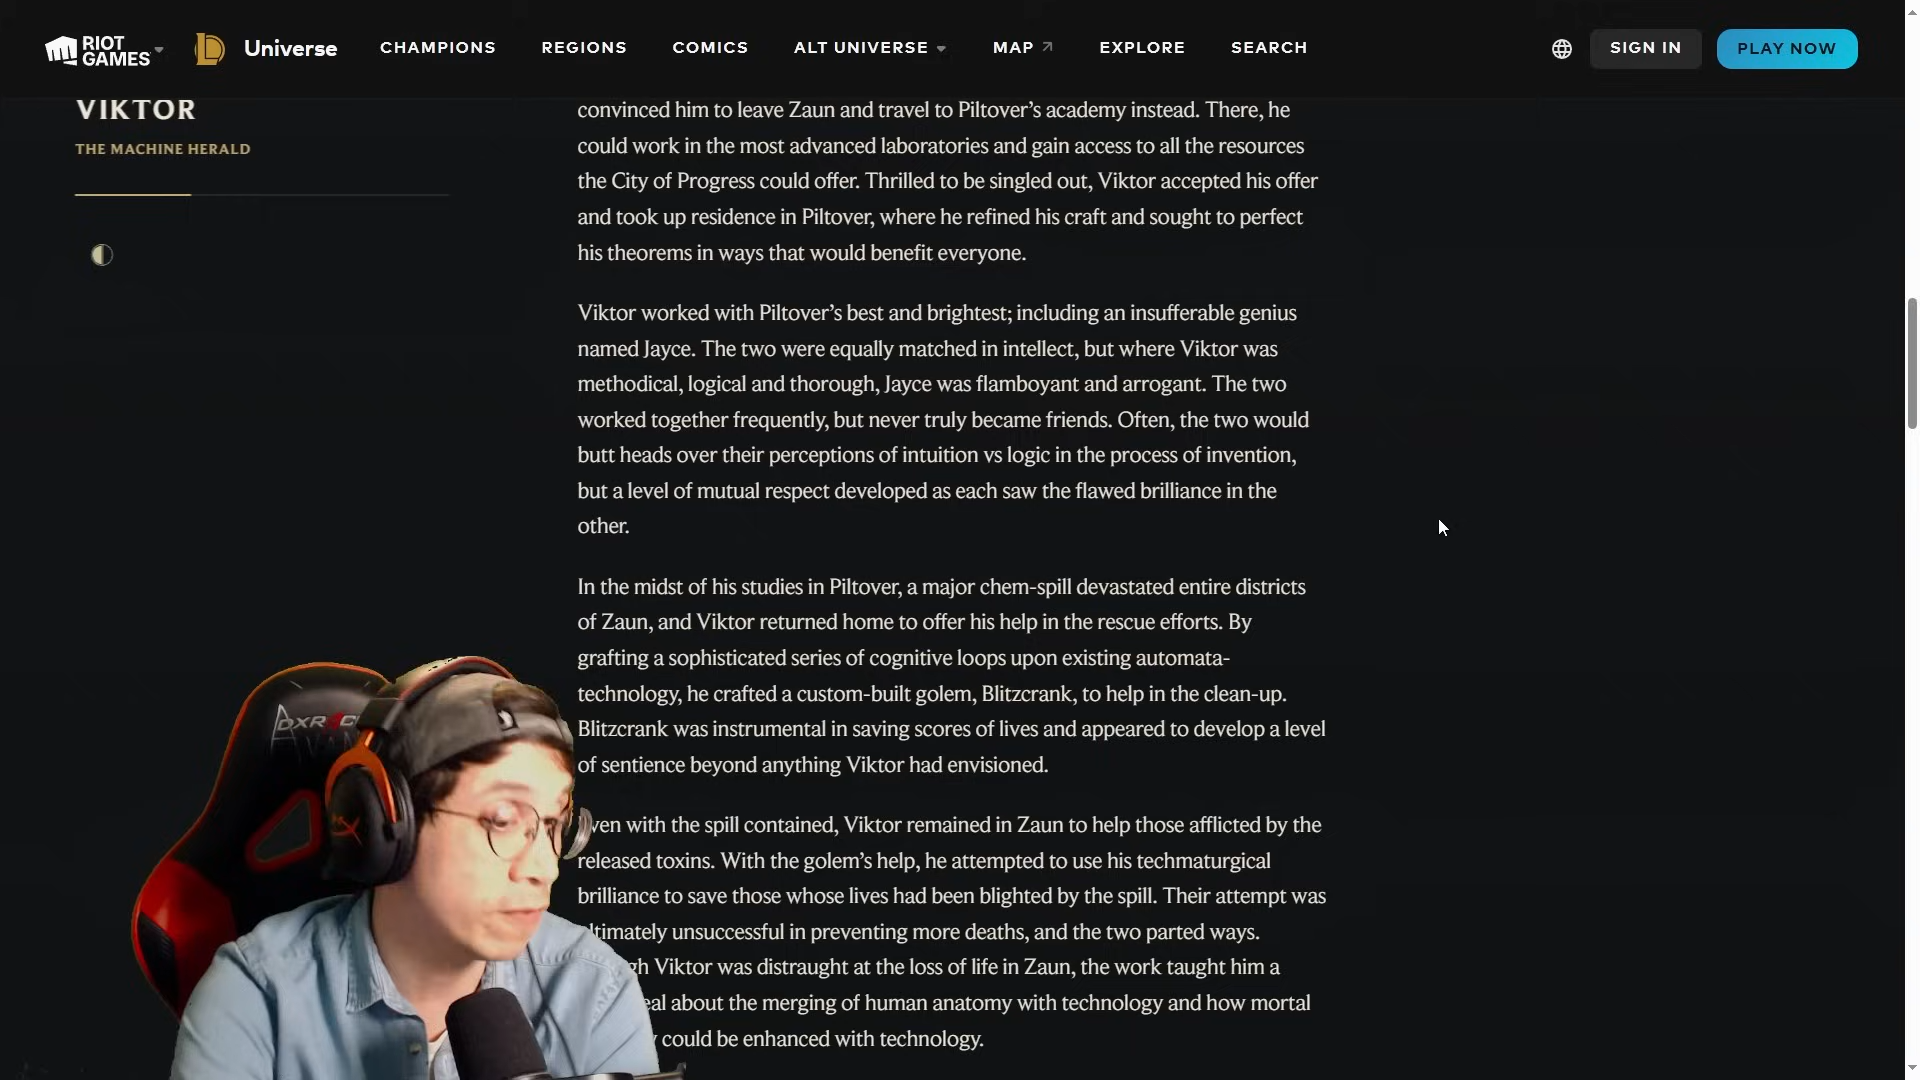 RIOT GAMES Universe CHAMPIONS REGIONS COMICS ALT UNIVERSE MAP EXPLORE SEARCH SIGN IN PLAY NOW
VIKTOR
THE MACHINE HERALD
convinced him to leave Zaun and travel to Piltover’s academy instead. There, he
could work in the most advanced laboratories and gain access to all the resources
the City of Progress could offer. Thrilled to be singled out, Viktor accepted his offer
and took up residence in Piltover, where he refined his craft and sought to perfect
his theorems in ways that would benefit everyone.
Viktor worked with Piltover’s best and brightest; including an insufferable genius
named Jayce. The two were equally matched in intellect, but where Viktor was
methodical, logical and thorough, Jayce was flamboyant and arrogant. The two
worked together frequently, but never truly became friends. Often, the two would
butt heads over their perceptions of intuition vs logic in the process of invention,
but a level of mutual respect developed as each saw the flawed brilliance in the
other.
In the midst of his studies in Piltover, a major chem-spill devastated entire districts
of Zaun, and Viktor returned home to offer his help in the rescue efforts. By
grafting a sophisticated series of cognitive loops upon existing automata-
technology, he crafted a custom-built golem, Blitzcrank, to help in the clean-up.
Blitzcrank was instrumental in saving scores of lives and appeared to develop a level
of sentience beyond anything Viktor had envisioned.
ven with the spill contained, Viktor remained in Zaun to help those afflicted by the
released toxins. With the golem’s help, he attempted to use his techmaturgical
brilliance to save those whose lives had been blighted by the spill. Their attempt was
ltimately unsuccessful in preventing more deaths, and the two parted ways.
gh Viktor was distraught at the loss of life in Zaun, the work taught him a
eal about the merging of human anatomy with technology and how mortal
could be enhanced with technology.